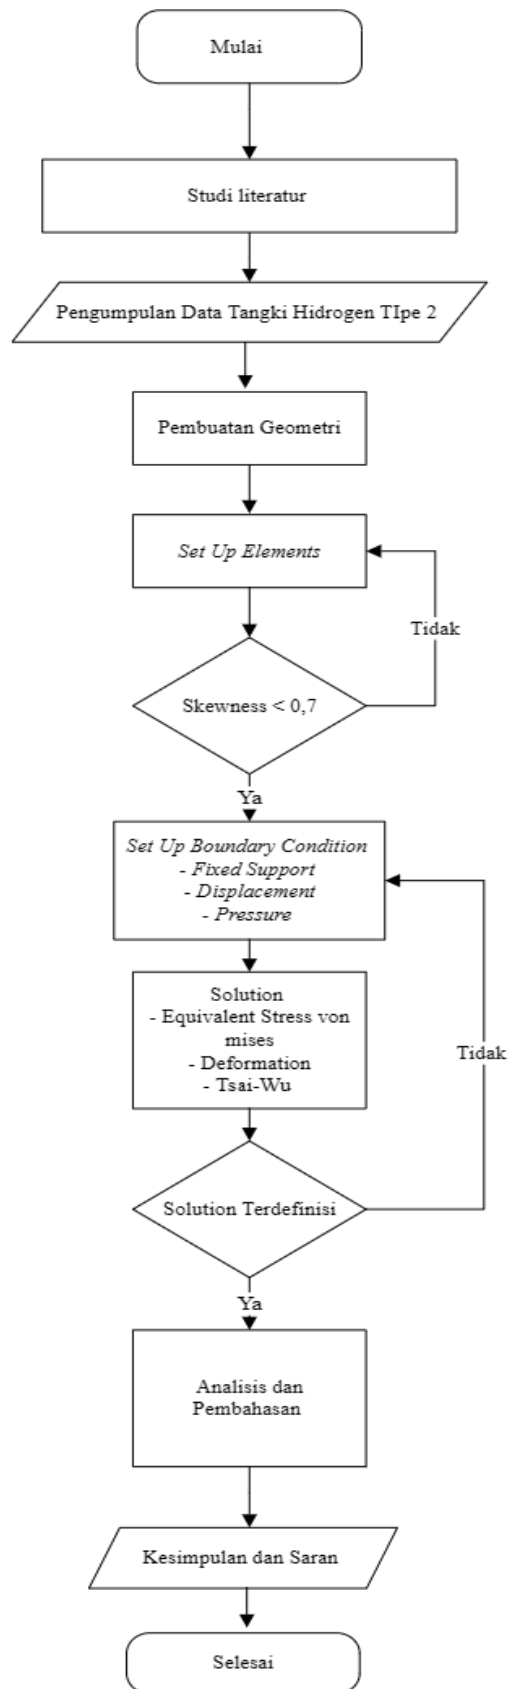 Mulai
Studi literatur
Pengumpulan Data Tangki Hidrogen TIpe 2
Pembuatan Geometri
Set Up Elements
Tidak
Skewness < 0,7
Ya
Set Up Boundary Condition
- Fixed Support
- Displacement
- Pressure
Solution
- Equivalent Stress von
mises
- Deformation
- Tsai-Wu
Tidak
Solution Terdefinisi
Ya
Analisis dan
Pembahasan
Kesimpulan dan Saran
Selesai